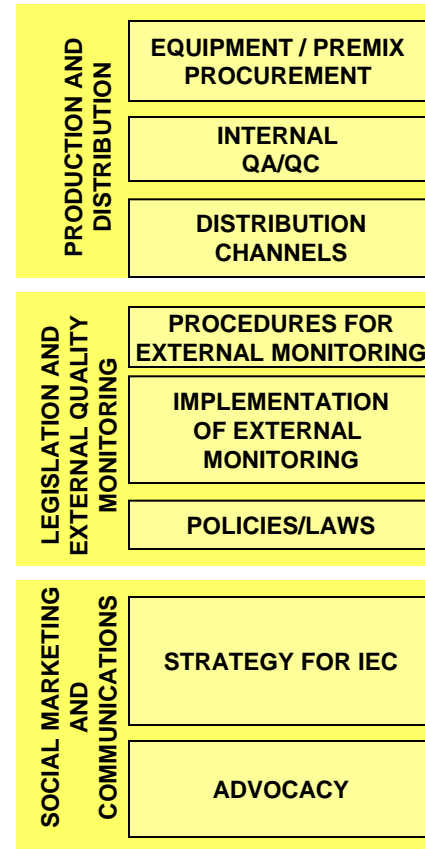 PRODUCTION AND
DISTRIBUTION
EQUIPMENT / PREMIX
PROCUREMENT
INTERNAL
QA/QC
DISTRIBUTION
CHANNELS
LEGISLATION AND
EXTERNAL QUALITY
MONITORING
PROCEDURES FOR
EXTERNAL MONITORING
IMPLEMENTATION
OF EXTERNAL
MONITORING
POLICIES/LAWS
SOCIAL MARKETING
AND
COMMUNICATIONS
STRATEGY FOR IEC
ADVOCACY